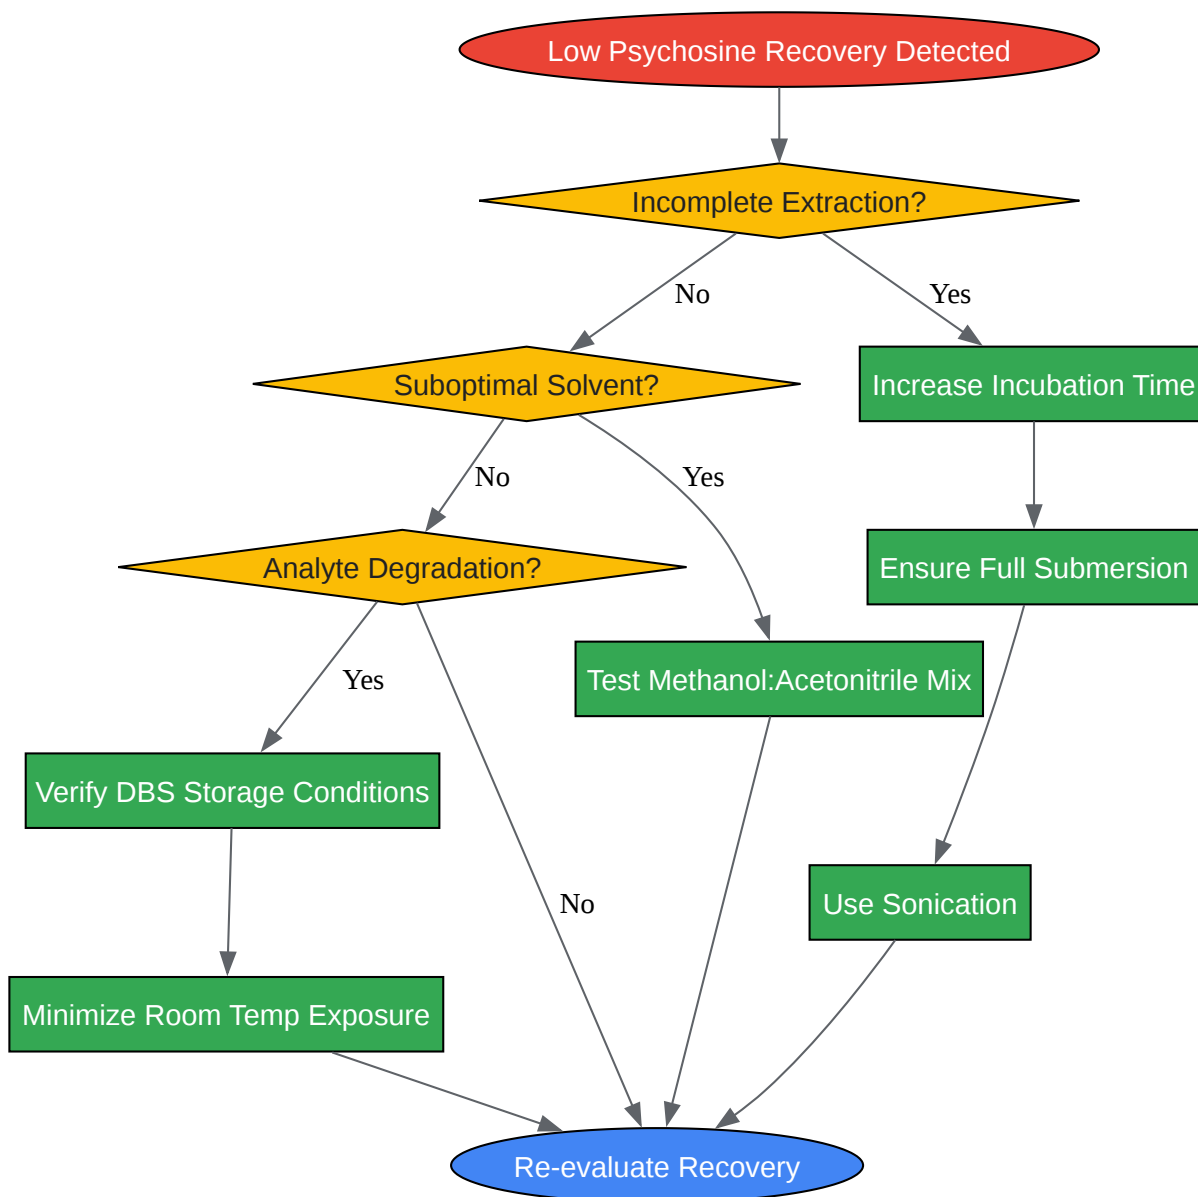 Low Psychosine Recovery Detected
Incomplete Extraction?
No
Yes
Suboptimal Solvent?
Increase Incubation Time
No
Yes
Analyte Degradation?
Ensure Full Submersion
Yes
Test Methanol:Acetonitrile Mix
Verify DBS Storage Conditions
No
Use Sonication
Minimize Room Temp Exposure
Re-evaluate Recovery